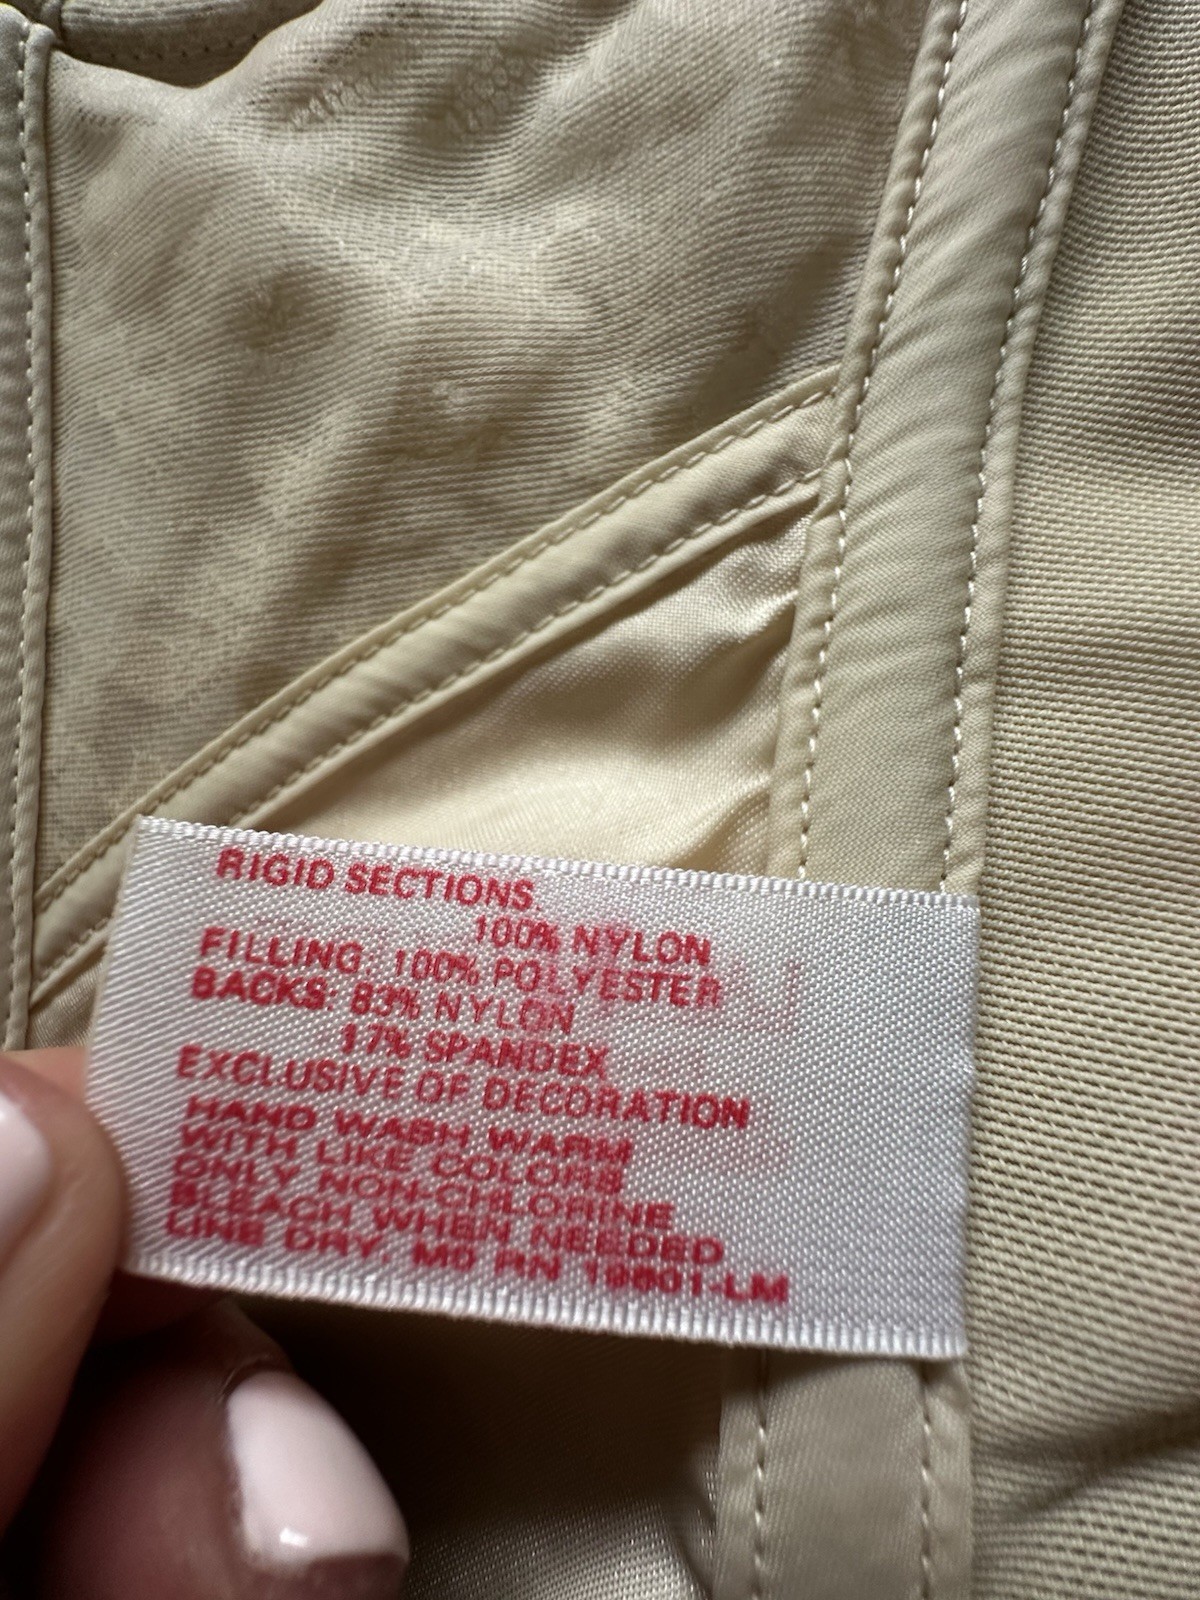 RIGID SECTIONS.
100% NYLON
FILLING: 100% POLYESTER
BACKS: 83% NYLON
17% SPANDEX
EXCLUSIVE OF DECORATION
HAND WASH WARM
WITH LIKE COLORS
ONLY NON-CHLORINE
BLEACH WHEN NEEDED
LINE DRY. RN